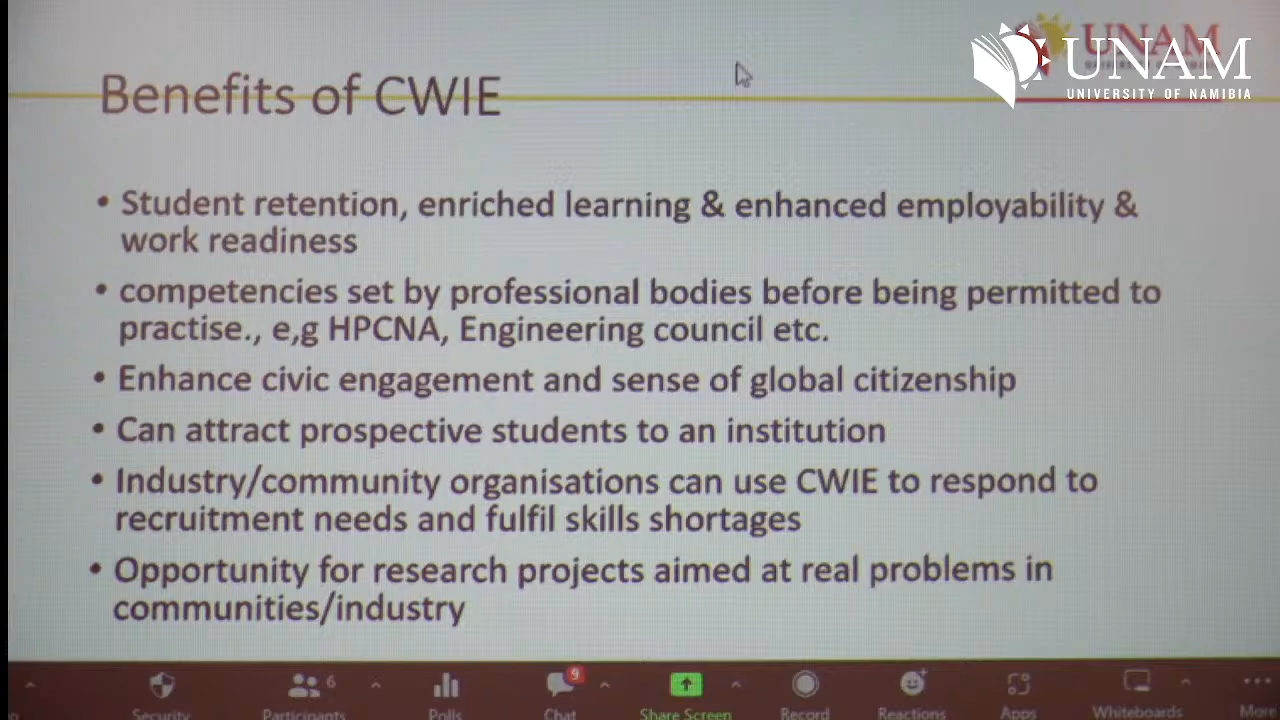 UNAM
UNIVERSITY OF NAMIBIA
Benefits of CWIE
• Student retention, enriched learning & enhanced employability &
work readiness
• competencies set by professional bodies before being permitted to
practise., e,g HPCNA, Engineering council etc.
• Enhance civic engagement and sense of global citizenship
• Can attract prospective students to an institution
• Industry/community organisations can use CWIE to respond to
recruitment needs and fulfil skills shortages
• Opportunity for research projects aimed at real problems in
communities/industry
6
9
Security Participants Polls Chat Share Screen Record Reactions Apps Whiteboards More